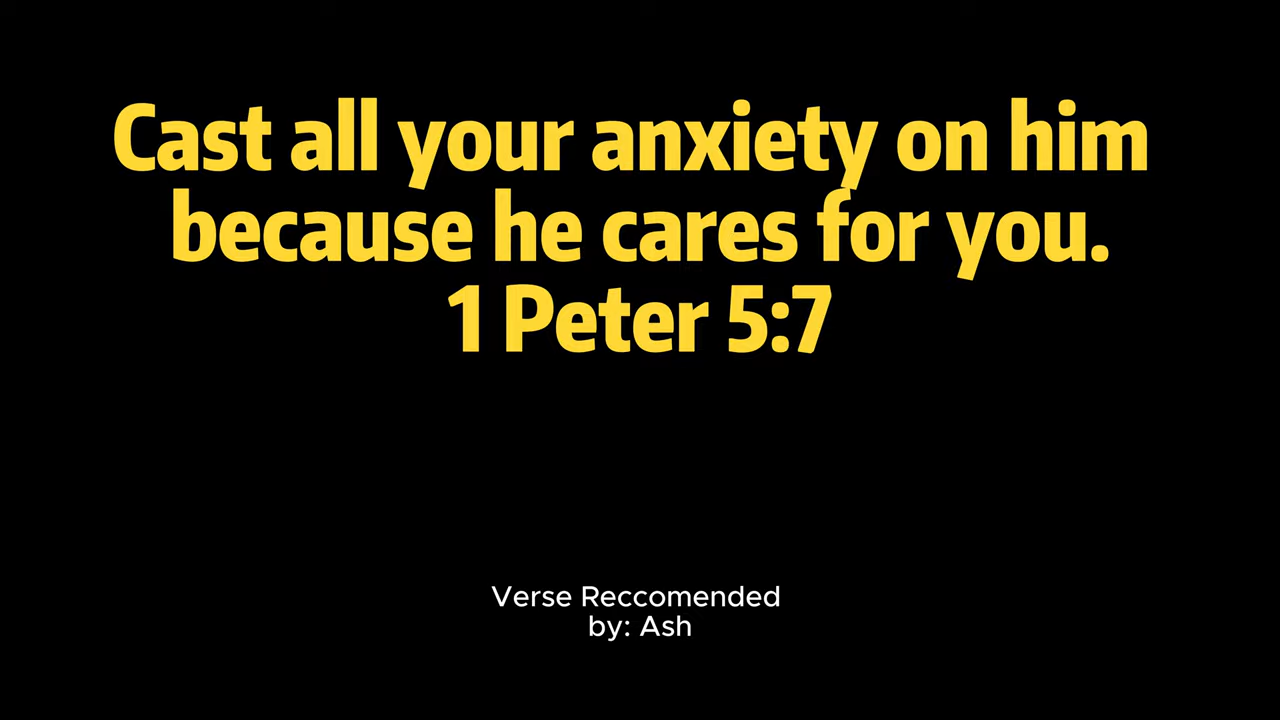 Cast all your anxiety on him
because he cares for you.
1 Peter 5:7
Verse Reccomended
by: Ash